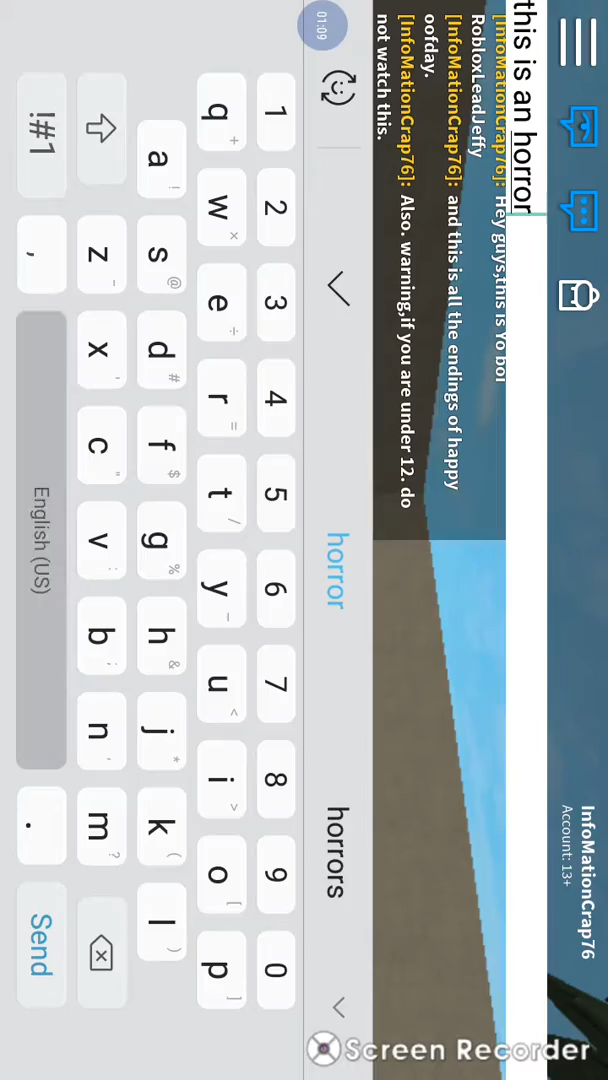 InfoMationCrap76
Account: 13+
this is an horror
[InfoMationCrap76]: Hey guys,this is Yo boi
RobloxLeadJeffy
[InfoMationCrap76]: and this is all the endings of happy
oofday.
[InfoMationCrap76]: Also. warning,if you are under 12. do
not watch this.
01:09
horror
horrors
1 2 3 4 5 6 7 8 9 0
q w e r t y u i o p
+ × ÷ = / _ < > [ ]
a s d f g h j k l
! @ # $ % & * ( )
z x c v b n m
- ' " : ; , ?
!#1 , English (US) . Send
Screen Recorder